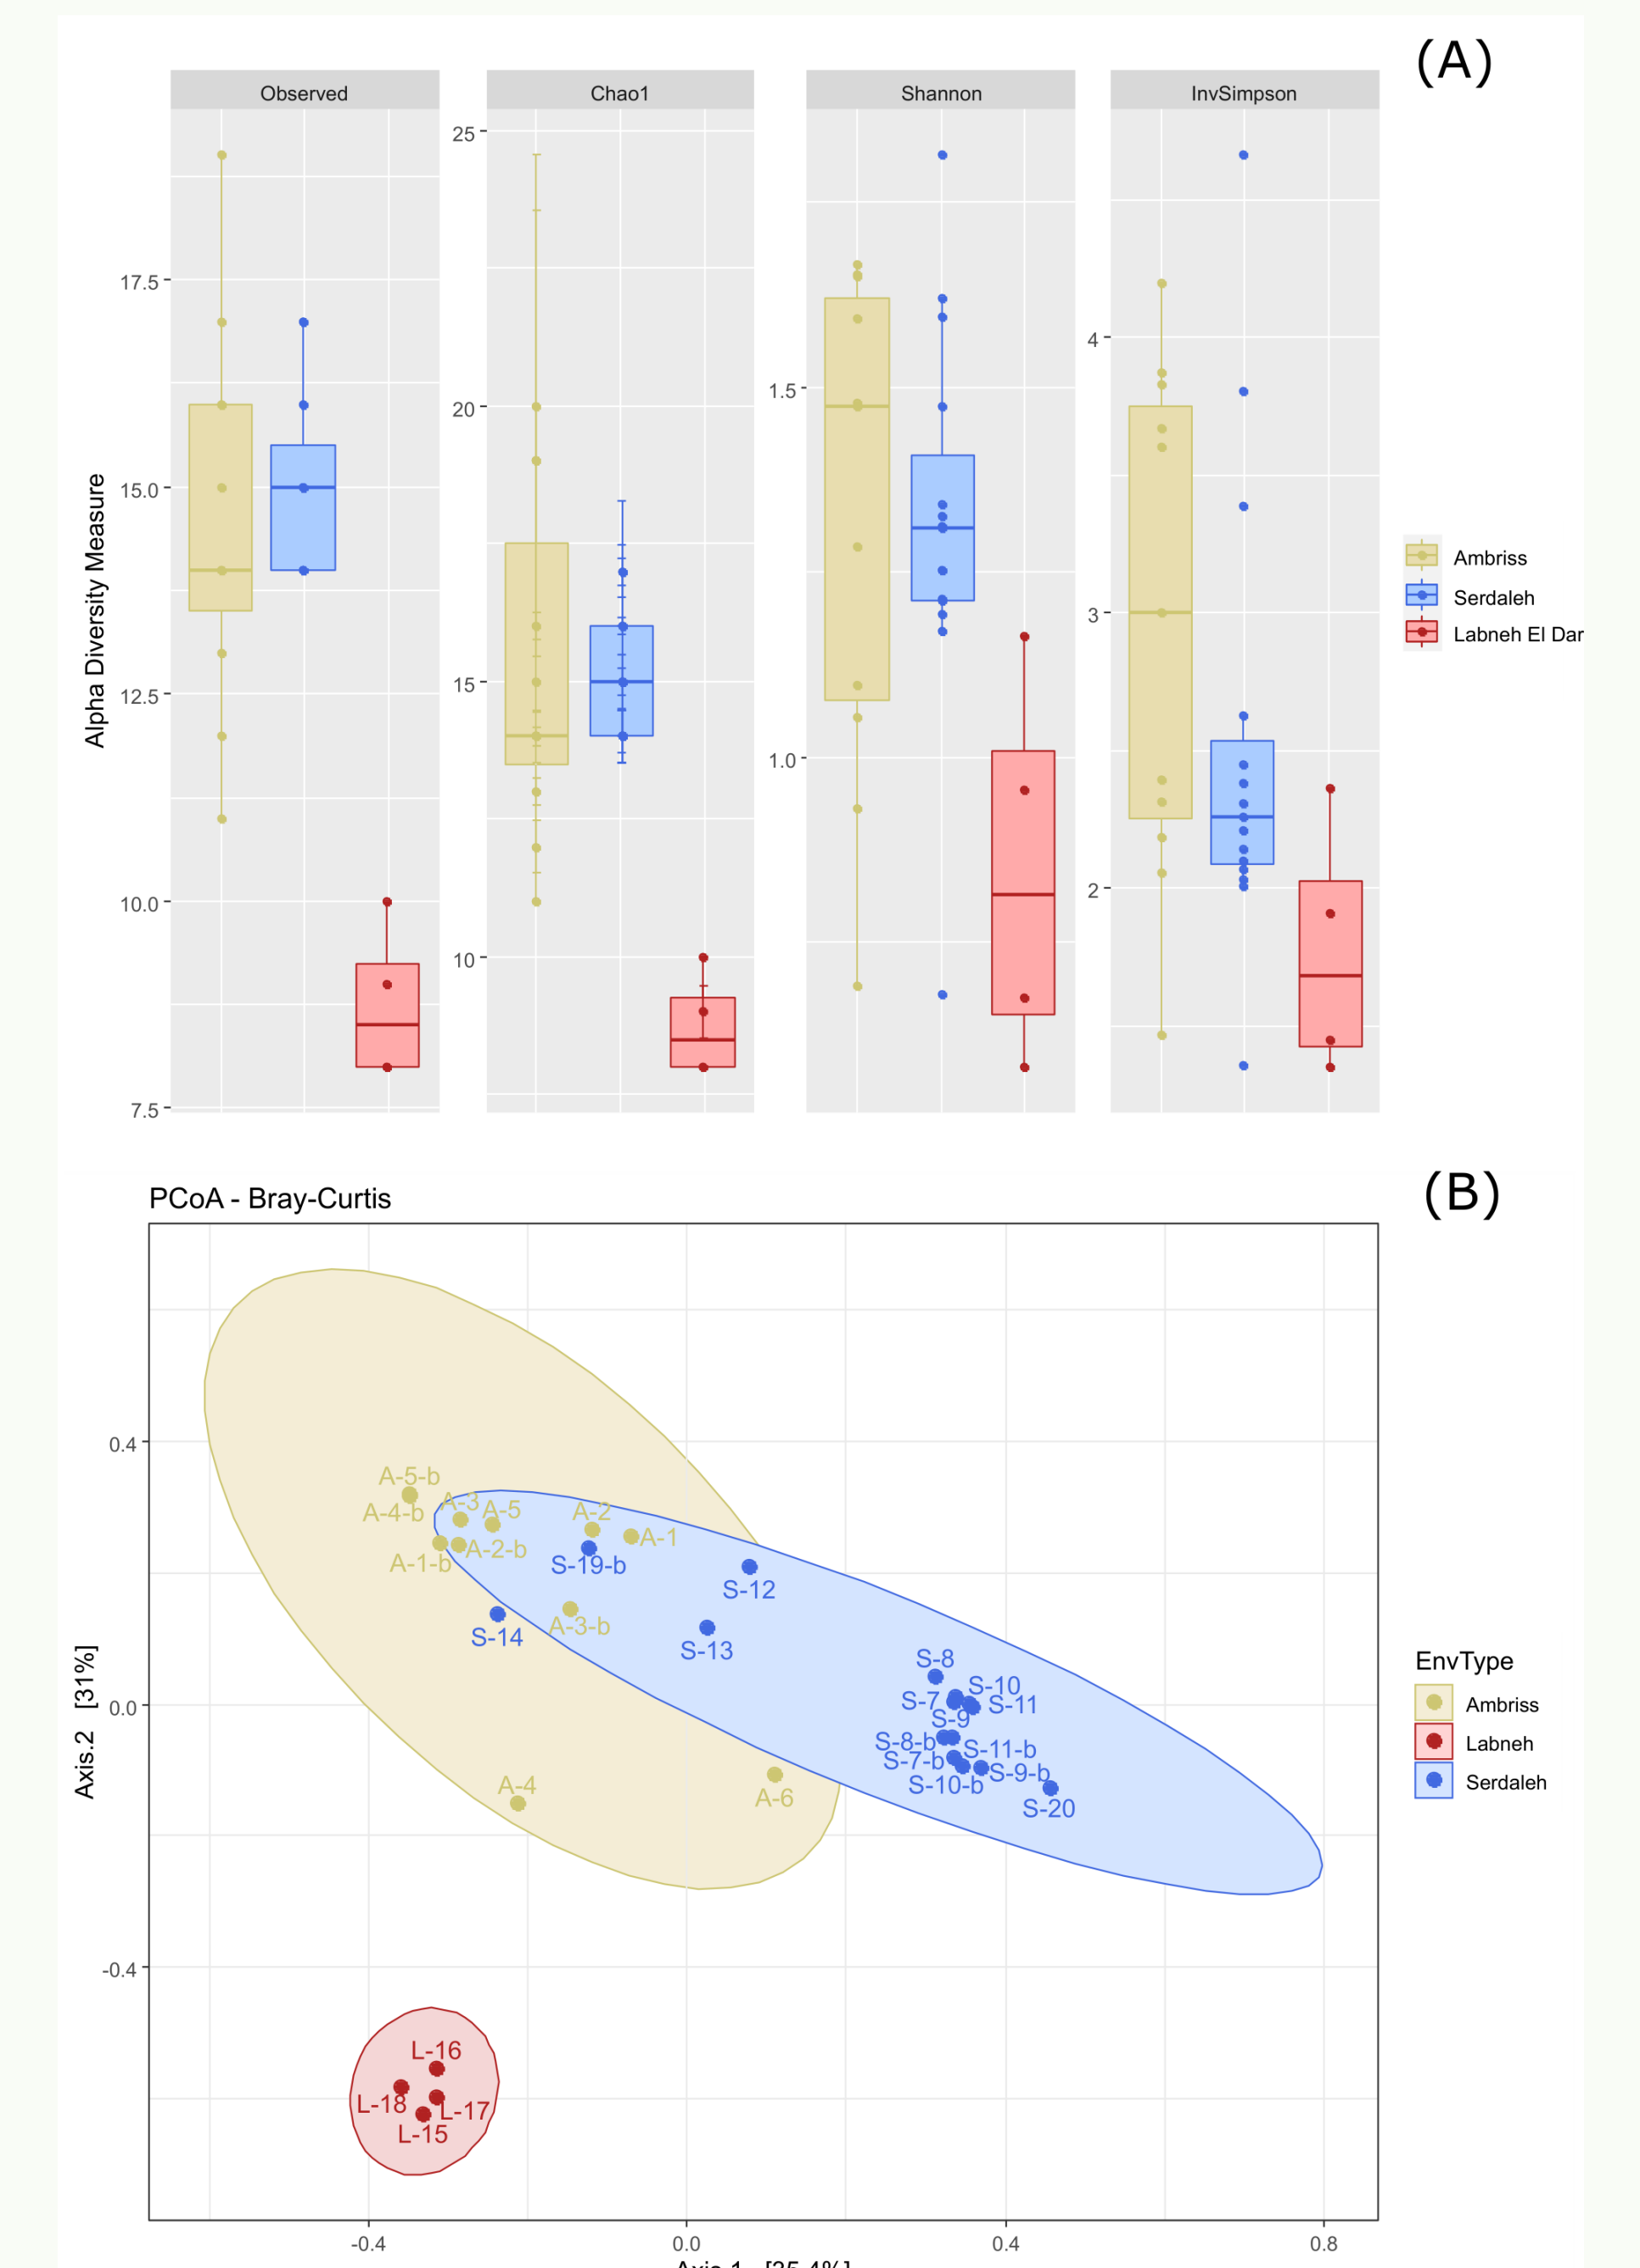 (A)
Observed
Chao1
Shannon
InvSimpson
Alpha Diversity Measure
17.5
15.0
12.5
10.0
7.5
25
20
15
10
1.5
1.0
4
3
2
Ambriss
Serdaleh
Labneh El Dar
(B)
PCoA - Bray-Curtis
Axis.2 [31%]
0.4
0.0
-0.4
A-5-b
A-4-b
A-3
A-5
A-2
A-1
A-1-b
A-2-b
S-19-b
S-12
S-14
A-3-b
S-13
S-8
S-10
S-7
S-11
S-9
S-8-b
S-11-b
S-7-b
S-9-b
S-10-b
S-20
A-4
A-6
L-16
L-18
L-17
L-15
EnvType
Ambriss
Labneh
Serdaleh
-0.4
0.0
0.4
0.8
Axis.1 [35.4%]